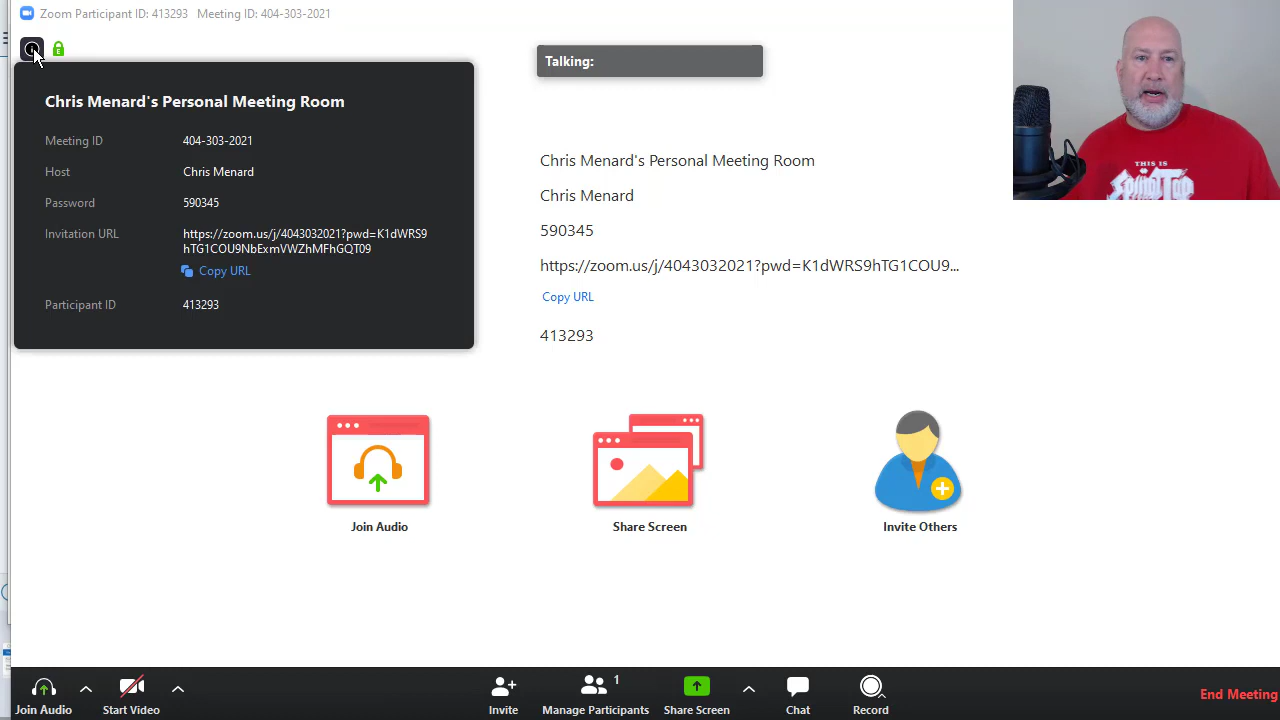 Zoom Participant ID: 413293 Meeting ID: 404-303-2021
Talking:
Chris Menard's Personal Meeting Room
Meeting ID 404-303-2021
Host Chris Menard
Password 590345
Invitation URL https://zoom.us/j/4043032021?pwd=K1dWRS9
hTG1COU9NbExmVWZhMFhGQT09
Copy URL
Participant ID 413293
Chris Menard's Personal Meeting Room
Chris Menard
590345
https://zoom.us/j/4043032021?pwd=K1dWRS9hTG1COU9...
Copy URL
413293
THIS IS
Spinal Tap
Join Audio
Share Screen
Invite Others
Join Audio
Start Video
Invite
1
Manage Participants
Share Screen
Chat
Record
End Meeting